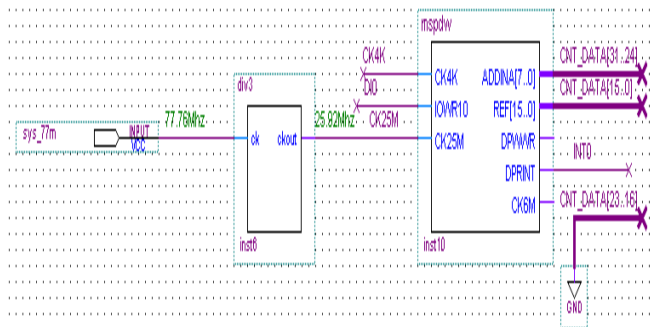 mspdw
CK4K
CNT_DATA[31..24]
CK4K ADDINA[7..0]
div3
DIO
CNT_DATA[15..0]
IOWR10 REF[15..0]
77.76Mhz
25.92Mhz
CK25M
sys_77m
INPUT
VCC
ck ckout
CK25M DPWWR
INT0
DPRINT
CNT_DATA[23..16]
CK6M
inst6
inst10
GND